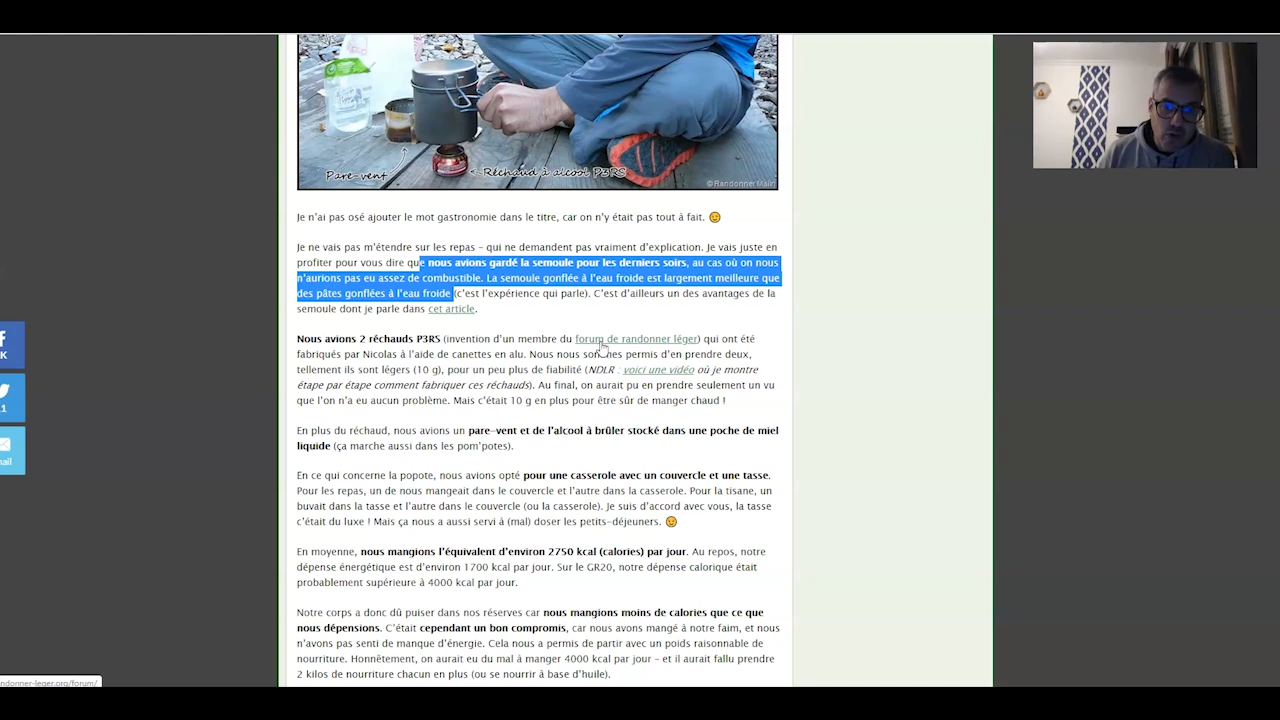 Pare-vent
Réchaud à alcool P3RS
©RandonnerMalin
Je n'ai pas osé ajouter le mot gastronomie dans le titre, car on n'y était pas tout à fait.
Je ne vais pas m'étendre sur les repas – qui ne demandent pas vraiment d'explication. Je vais juste en
profiter pour vous dire que nous avions gardé la semoule pour les derniers soirs, au cas où on nous
n'aurions pas eu assez de combustible. La semoule gonflée à l'eau froide est largement meilleure que
des pâtes gonflées à l'eau froide (c'est l'expérience qui parle). C'est d'ailleurs un des avantages de la
semoule dont je parle dans cet article.
Nous avions 2 réchauds P3RS (invention d'un membre du forum de randonner léger) qui ont été
fabriqués par Nicolas à l'aide de canettes en alu. Nous nous sommes permis d'en prendre deux,
tellement ils sont légers (10 g), pour un peu plus de fiabilité (NDLR : voici une vidéo où je montre
étape par étape comment fabriquer ces réchauds). Au final, on aurait pu en prendre seulement un vu
que l'on n'a eu aucun problème. Mais c'était 10 g en plus pour être sûr de manger chaud !
En plus du réchaud, nous avions un pare-vent et de l'alcool à brûler stocké dans une poche de miel
liquide (ça marche aussi dans les pom'potes).
En ce qui concerne la popote, nous avions opté pour une casserole avec un couvercle et une tasse.
Pour les repas, un de nous mangeait dans le couvercle et l'autre dans la casserole. Pour la tisane, un
buvait dans la tasse et l'autre dans le couvercle (ou la casserole). Je suis d'accord avec vous, la tasse
c'était du luxe ! Mais ça nous a aussi servi à (mal) doser les petits-déjeuners.
En moyenne, nous mangions l'équivalent d'environ 2750 kcal (calories) par jour. Au repos, notre
dépense énergétique est d'environ 1700 kcal par jour. Sur le GR20, notre dépense calorique était
probablement supérieure à 4000 kcal par jour.
Notre corps a donc dû puiser dans nos réserves car nous mangions moins de calories que ce que
nous dépensions. C'était cependant un bon compromis, car nous avons mangé à notre faim, et nous
n'avons pas senti de manque d'énergie. Cela nous a permis de partir avec un poids raisonnable de
nourriture. Honnêtement, on aurait eu du mal à manger 4000 kcal par jour – et il aurait fallu prendre
2 kilos de nourriture chacun en plus (ou se nourrir à base d'huile).
K
11
mail
ndonner-leger.org/forum/